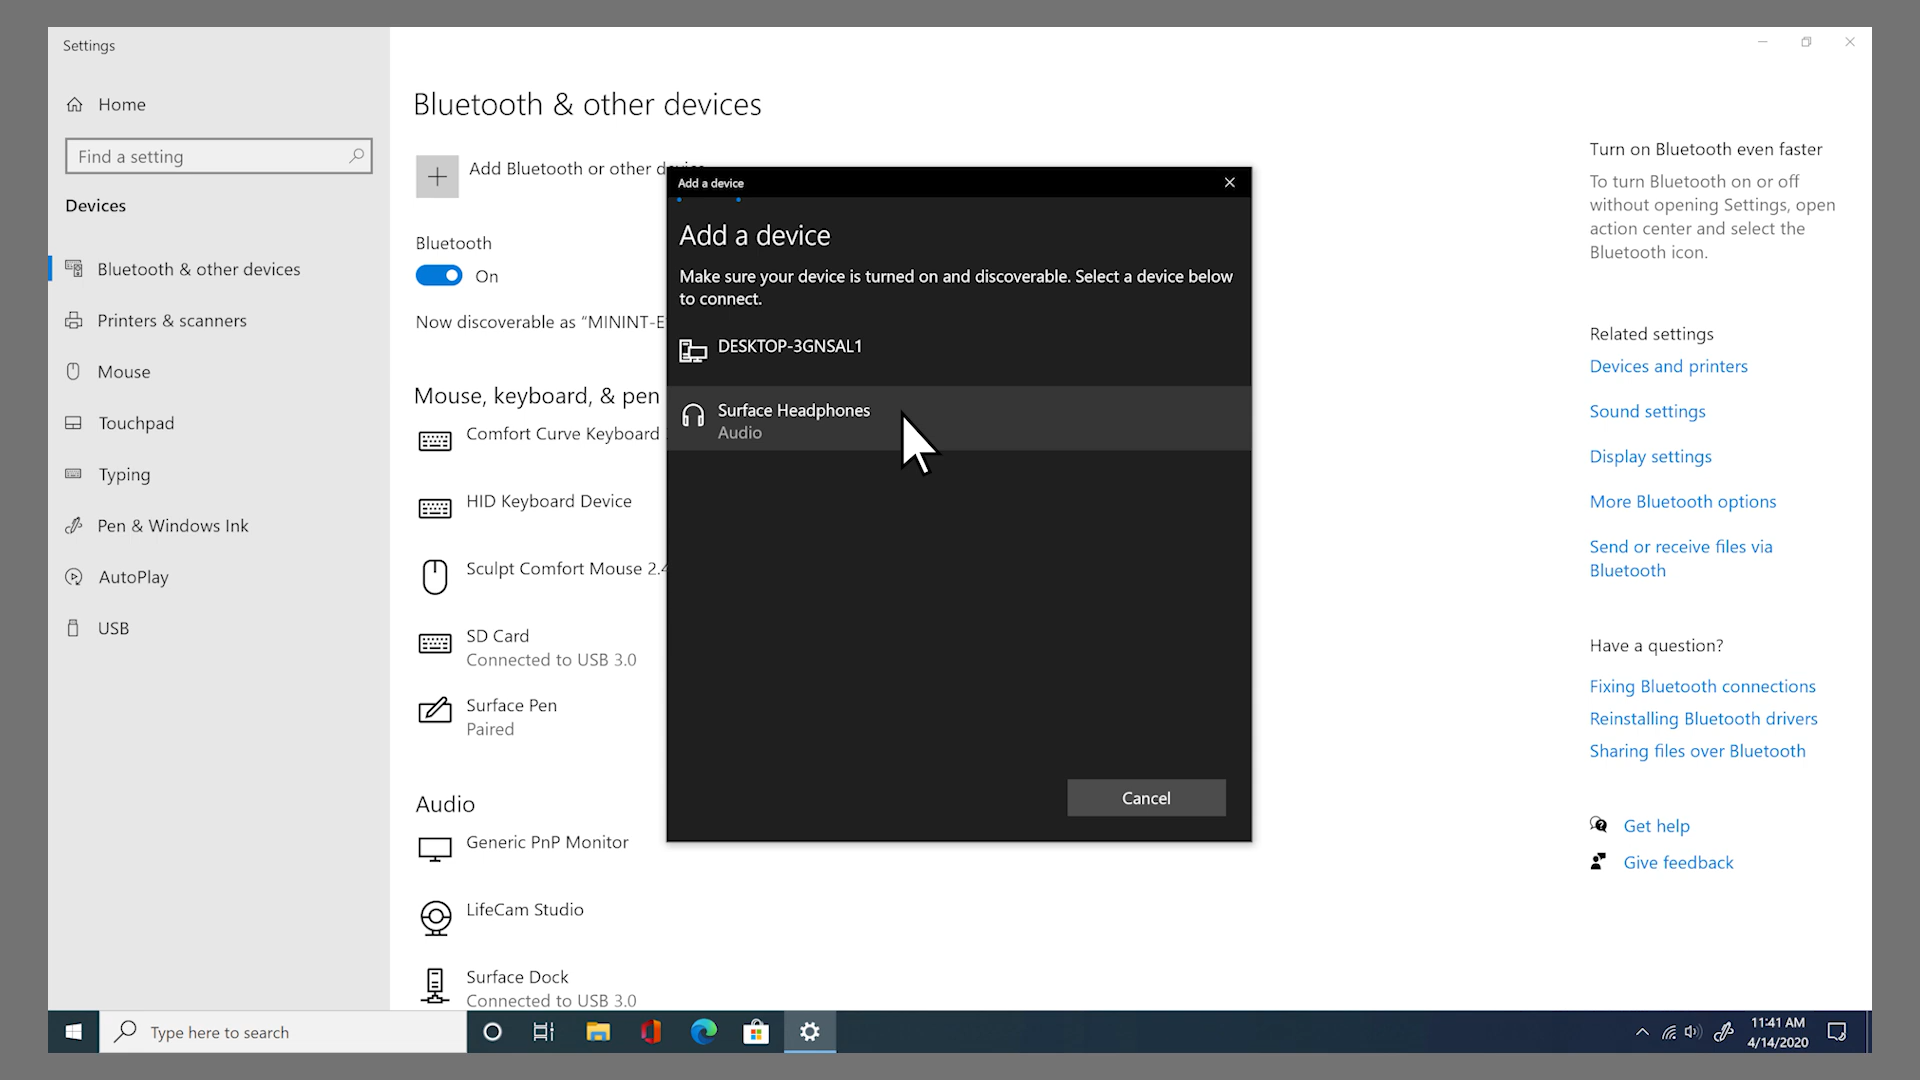 Settings
Home
Find a setting
Devices
Bluetooth & other devices
Printers & scanners
Mouse
Touchpad
Typing
Pen & Windows Ink
AutoPlay
USB
Bluetooth & other devices
Add Bluetooth or other
Bluetooth
On
Now discoverable as “MININT-E
Mouse, keyboard, & pen
Comfort Curve Keyboard
HID Keyboard Device
Sculpt Comfort Mouse 2.4
SD Card
Connected to USB 3.0
Surface Pen
Paired
Audio
Generic PnP Monitor
LifeCam Studio
Surface Dock
Connected to USB 3.0
Add a device
Add a device
Make sure your device is turned on and discoverable. Select a device below
to connect.
DESKTOP-3GNSAL1
Surface Headphones
Audio
Cancel
Turn on Bluetooth even faster
To turn Bluetooth on or off
without opening Settings, open
action center and select the
Bluetooth icon.
Related settings
Devices and printers
Sound settings
Display settings
More Bluetooth options
Send or receive files via
Bluetooth
Have a question?
Fixing Bluetooth connections
Reinstalling Bluetooth drivers
Sharing files over Bluetooth
Get help
Give feedback
Type here to search
11:41 AM
4/14/2020